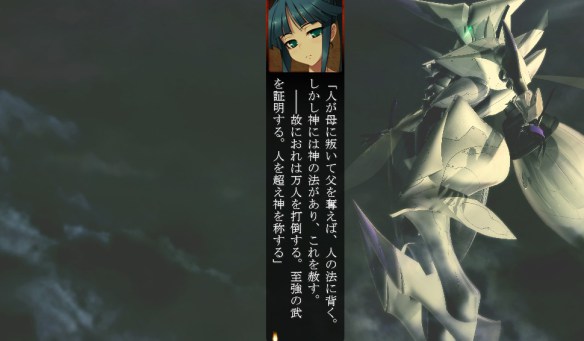 「人が母に叛いて父を奪えば、人の法に背く。
しかし神には神の法があり、これを赦す。
――故におれは万人を打倒する。至強の武
を証明する。人を超え神を称する」